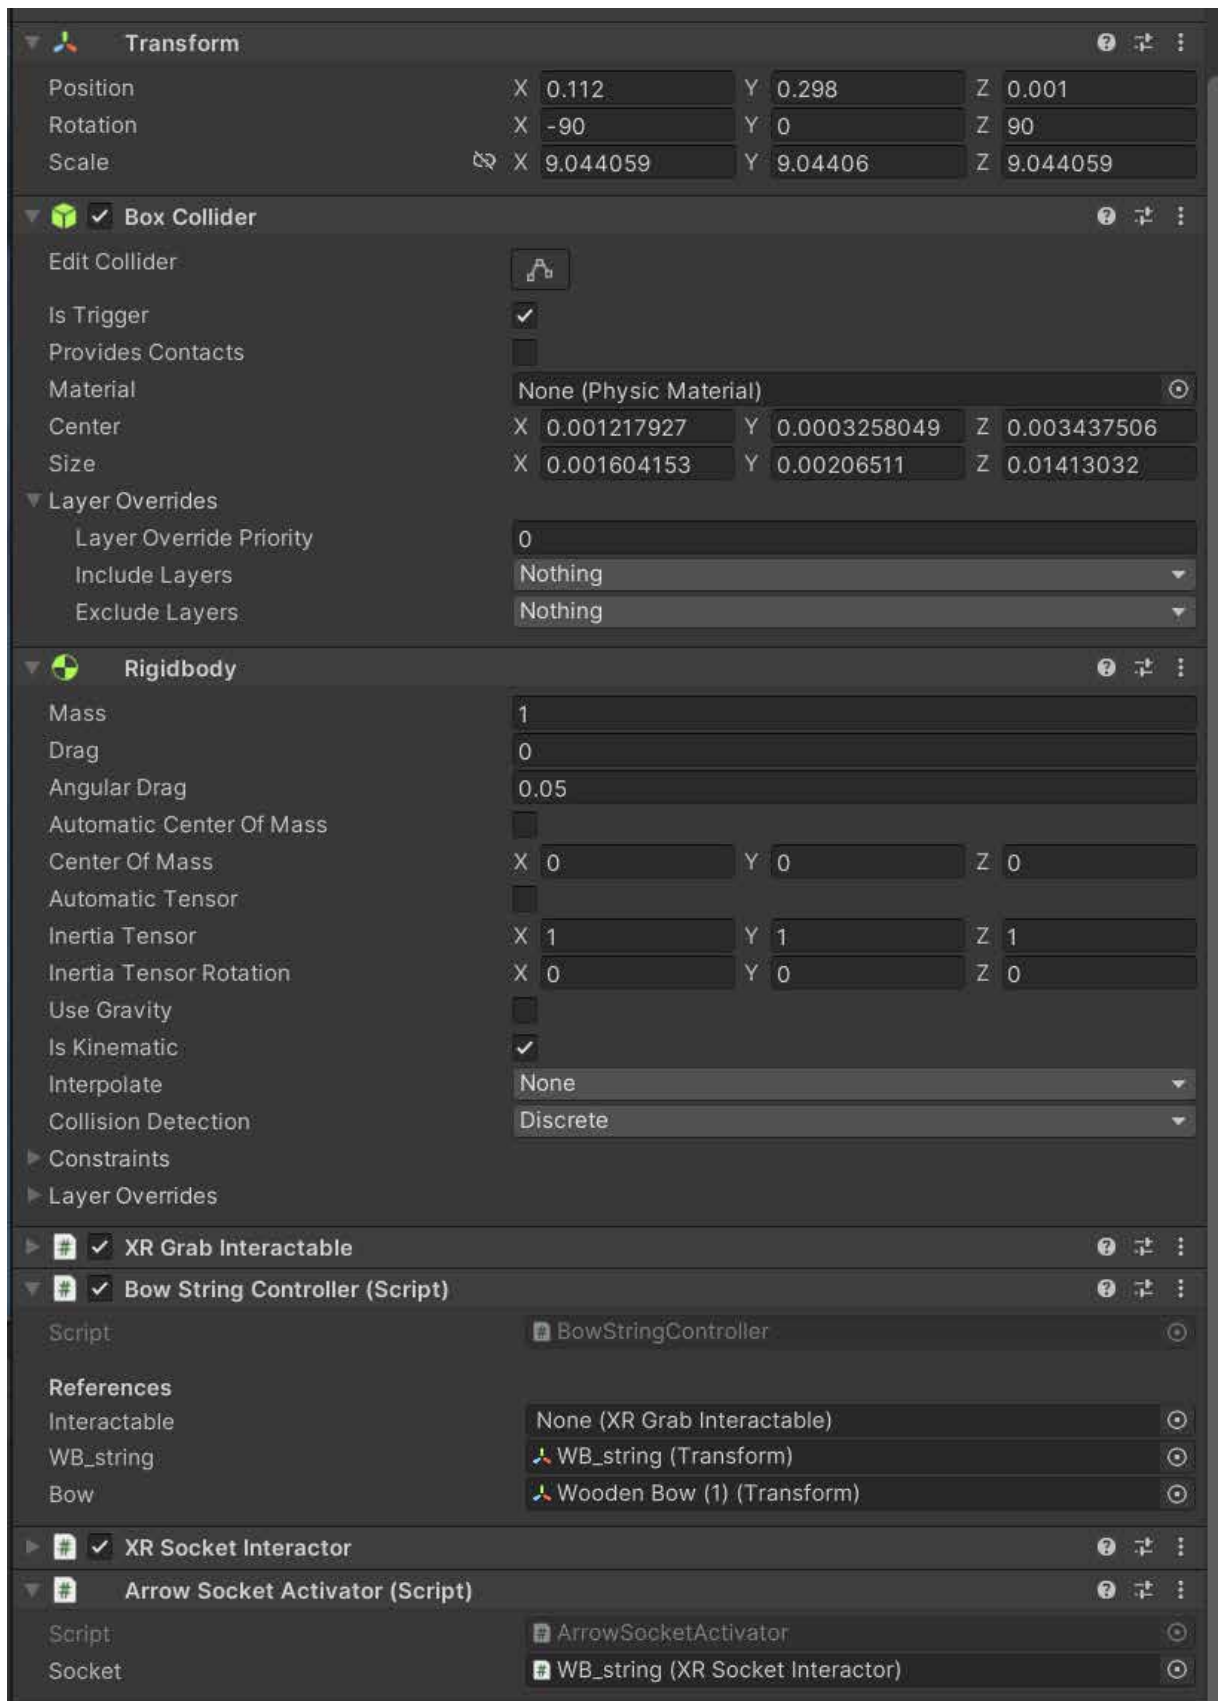 Transform
Position X 0.112 Y 0.298 Z 0.001
Rotation X -90 Y 0 Z 90
Scale X 9.044059 Y 9.04406 Z 9.044059
Box Collider
Edit Collider
Is Trigger
Provides Contacts
Material None (Physic Material)
Center X 0.001217927 Y 0.0003258049 Z 0.003437506
Size X 0.001604153 Y 0.00206511 Z 0.01413032
Layer Overrides
Layer Override Priority 0
Include Layers Nothing
Exclude Layers Nothing
Rigidbody
Mass 1
Drag 0
Angular Drag 0.05
Automatic Center Of Mass
Center Of Mass X 0 Y 0 Z 0
Automatic Tensor
Inertia Tensor X 1 Y 1 Z 1
Inertia Tensor Rotation X 0 Y 0 Z 0
Use Gravity
Is Kinematic
Interpolate None
Collision Detection Discrete
Constraints
Layer Overrides
# XR Grab Interactable
# Bow String Controller (Script)
Script # BowStringController
References
Interactable None (XR Grab Interactable)
WB_string WB_string (Transform)
Bow Wooden Bow (1) (Transform)
# XR Socket Interactor
# Arrow Socket Activator (Script)
Script # ArrowSocketActivator
Socket # WB_string (XR Socket Interactor)